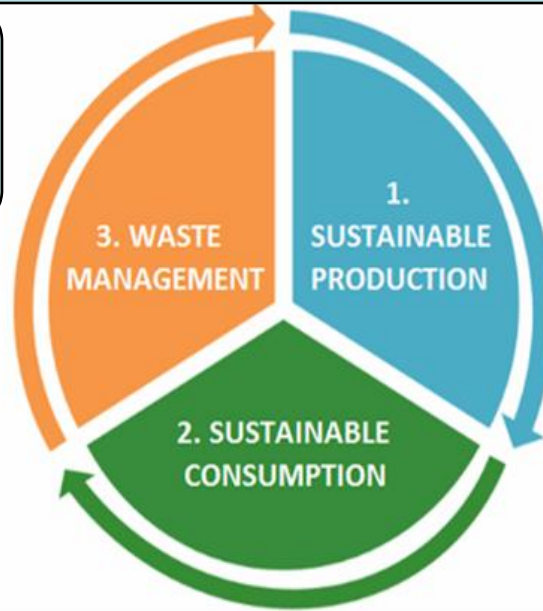 1.
SUSTAINABLE
PRODUCTION
2. SUSTAINABLE
CONSUMPTION
3. WASTE
MANAGEMENT